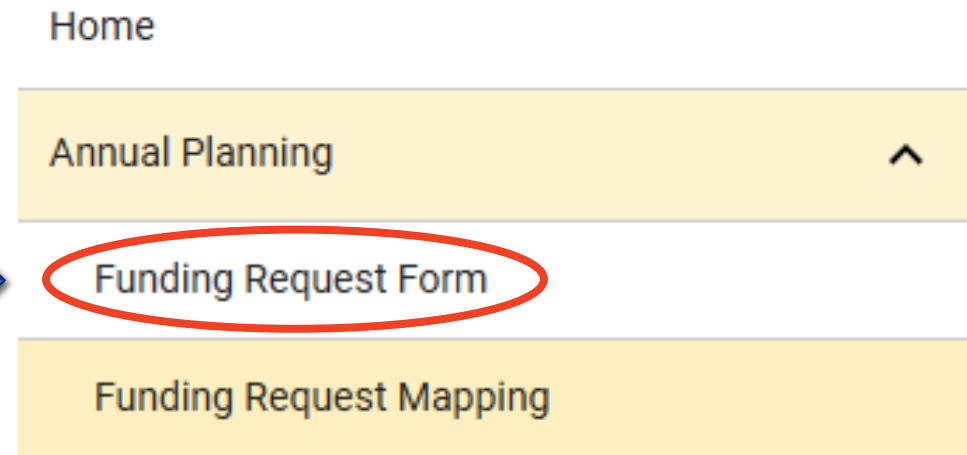 Home
Annual Planning
Funding Request Form
Funding Request Mapping